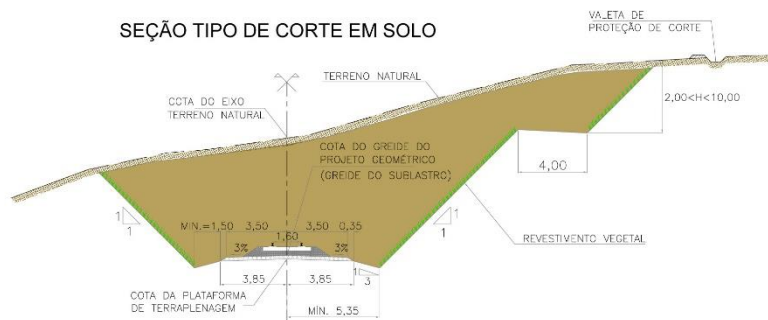 SEÇÃO TIPO DE CORTE EM SOLO
VALETA DE
PROTEÇÃO DE CORTE
TERRENO NATURAL
COTA DO EIXO
TERRENO NATURAL
2,00<H<10,00
COTA DO GREIDE DO
PROJETO GEOMÉTRICO
(GREIDE DO SUBLASTRO)
4,00
1
1
MÍN.=1,50 3,50 3,50 0,35
1,60
1
1
3% 3%
REVESTIVENTO VEGETAL
3,85 3,85
1
3
COTA DA PLATAFORMA
DE TERRAPLENAGEM
MÍN. 5,35